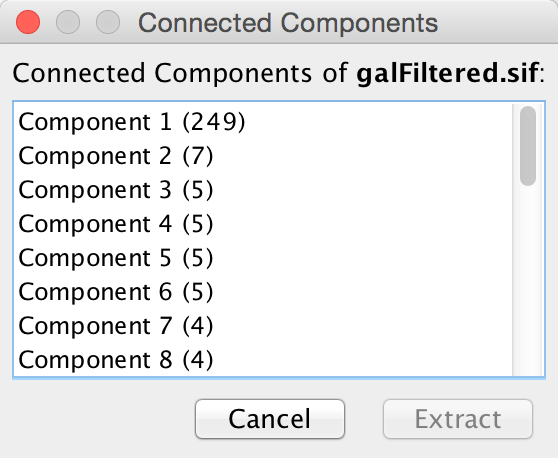 Connected Components
Connected Components of galFiltered.sif:
Component 1 (249)
Component 2 (7)
Component 3 (5)
Component 4 (5)
Component 5 (5)
Component 6 (5)
Component 7 (4)
Component 8 (4)
Cancel
Extract